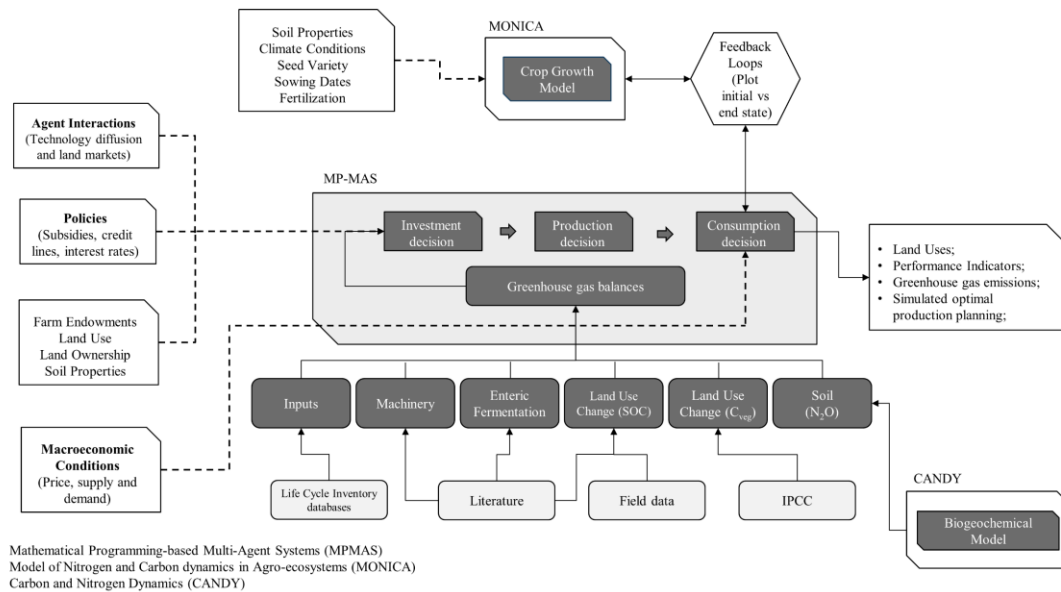 Soil Properties
Climate Conditions
Seed Variety
Sowing Dates
Fertilization
MONICA
Crop Growth
Model
Feedback
Loops
(Plot
initial vs
end state)
Agent Interactions
(Technology diffusion
and land markets)
Policies
(Subsidies, credit
lines, interest rates)
Farm Endowments
Land Use
Land Ownership
Soil Properties
Macroeconomic
Conditions
(Price, supply and
demand)
MP-MAS
Investment
decision
Production
decision
Consumption
decision
Greenhouse gas balances
• Land Uses;
• Performance Indicators;
• Greenhouse gas emissions;
• Simulated optimal
production planning;
Inputs
Machinery
Enteric
Fermentation
Land Use
Change (SOC)
Land Use
Change (Cveg)
Soil
(N₂O)
Life Cycle Inventory
databases
Literature
Field data
IPCC
CANDY
Biogeochemical
Model
Mathematical Programming-based Multi-Agent Systems (MPMAS)
Model of Nitrogen and Carbon dynamics in Agro-ecosystems (MONICA)
Carbon and Nitrogen Dynamics (CANDY)